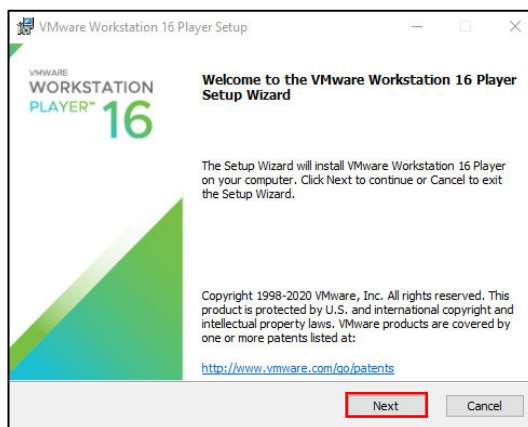 VMware Workstation 16 Player Setup
VMWARE
WORKSTATION
PLAYER™ 16
Welcome to the VMware Workstation 16 Player
Setup Wizard
The Setup Wizard will install VMware Workstation 16 Player
on your computer. Click Next to continue or Cancel to exit
the Setup Wizard.
Copyright 1998-2020 VMware, Inc. All rights reserved. This
product is protected by U.S. and international copyright and
intellectual property laws. VMware products are covered by
one or more patents listed at:
http://www.vmware.com/go/patents
Next Cancel